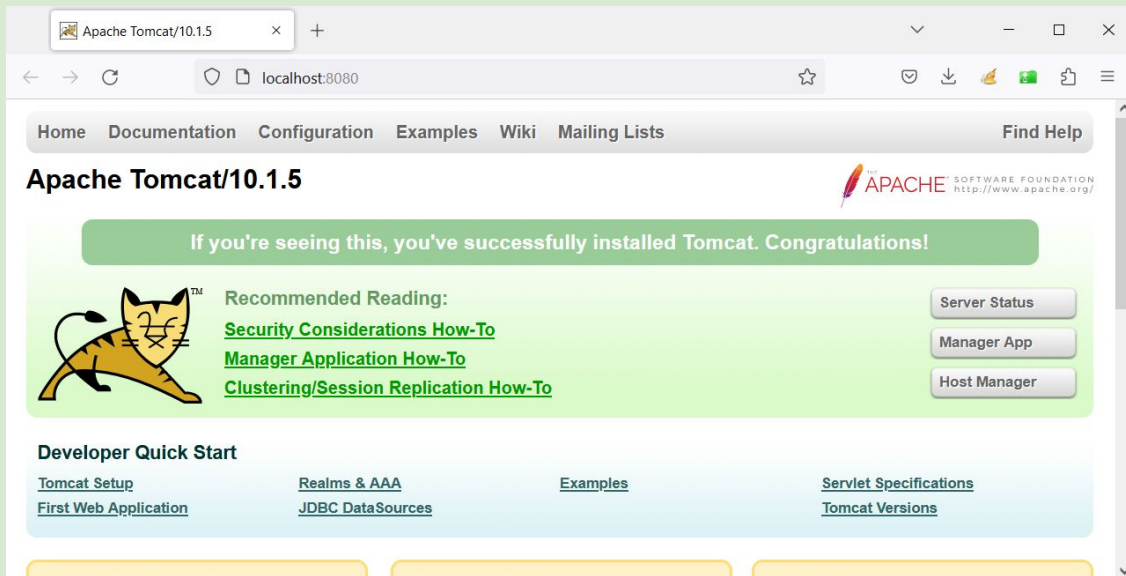 Apache Tomcat/10.1.5
localhost:8080
Home Documentation Configuration Examples Wiki Mailing Lists Find Help
Apache Tomcat/10.1.5
THE APACHE® SOFTWARE FOUNDATION
http://www.apache.org/
If you're seeing this, you've successfully installed Tomcat. Congratulations!
TM
Recommended Reading:
Security Considerations How-To
Manager Application How-To
Clustering/Session Replication How-To
Server Status
Manager App
Host Manager
Developer Quick Start
Tomcat Setup
First Web Application
Realms & AAA
JDBC DataSources
Examples
Servlet Specifications
Tomcat Versions